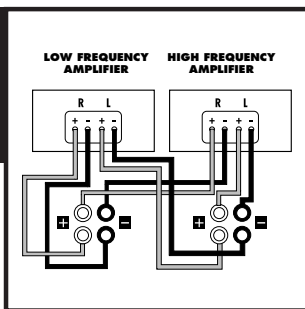 LOW FREQUENCY
AMPLIFIER
HIGH FREQUENCY
AMPLIFIER
R L
+ - + -
R L
+ - + -
+ -
+ -